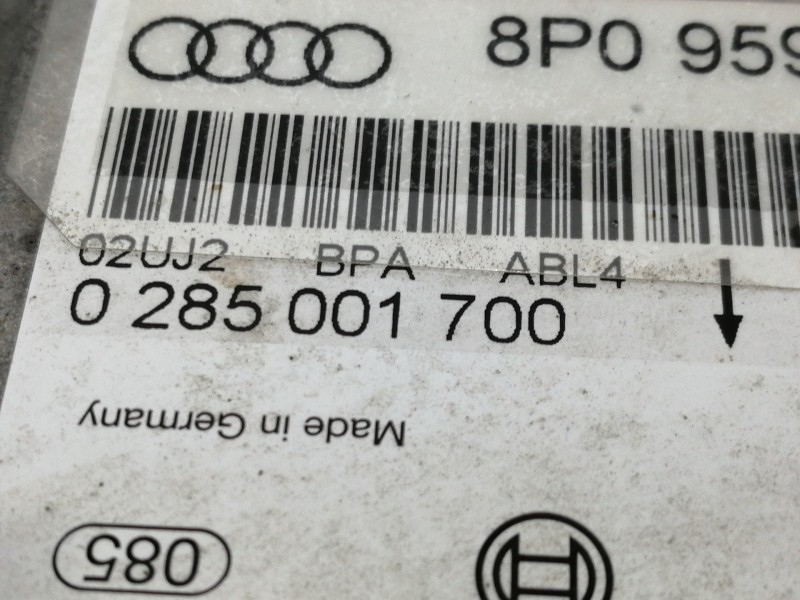 8P0 959
02UJ2 BPA ABL4
0 285 001 700
Made in Germany
085